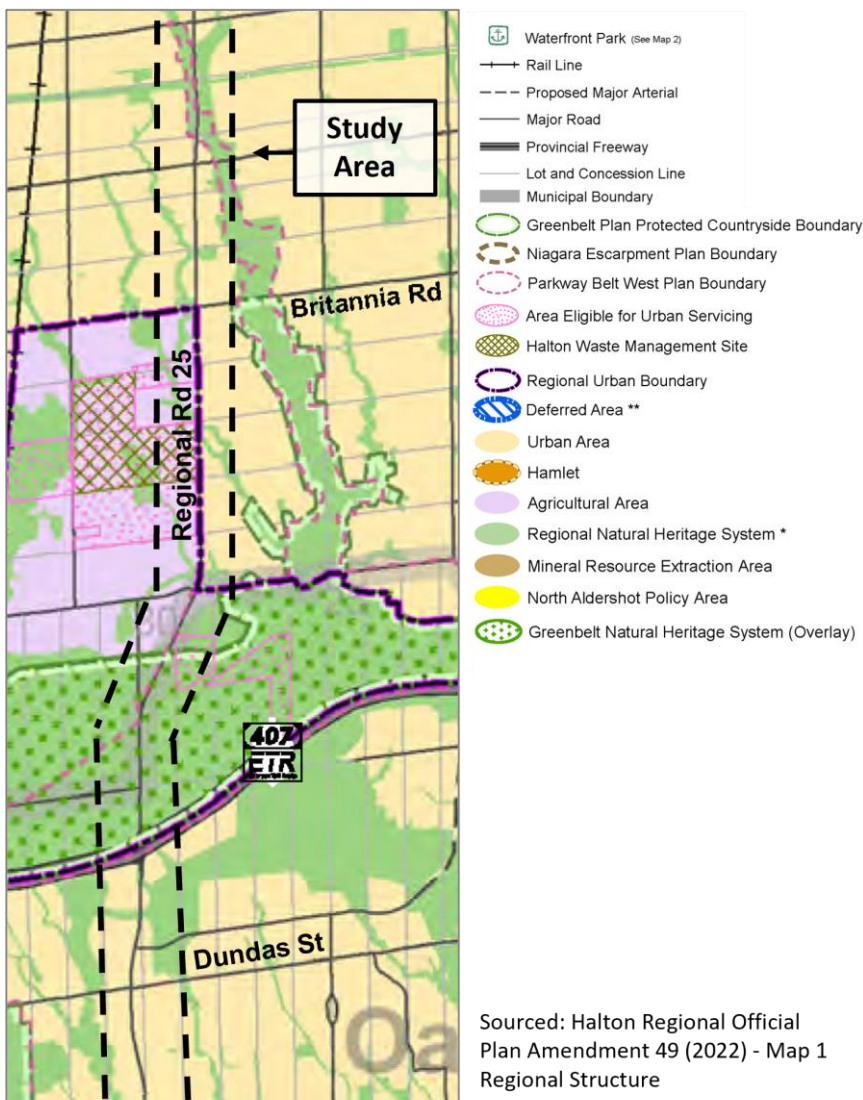 Study
Area
Britannia Rd
Regional Rd 25
407
ETR
Dundas St
Oa
Waterfront Park (See Map 2)
Rail Line
Proposed Major Arterial
Major Road
Provincial Freeway
Lot and Concession Line
Municipal Boundary
Greenbelt Plan Protected Countryside Boundary
Niagara Escarpment Plan Boundary
Parkway Belt West Plan Boundary
Area Eligible for Urban Servicing
Halton Waste Management Site
Regional Urban Boundary
Deferred Area **
Urban Area
Hamlet
Agricultural Area
Regional Natural Heritage System *
Mineral Resource Extraction Area
North Aldershot Policy Area
Greenbelt Natural Heritage System (Overlay)
Sourced: Halton Regional Official
Plan Amendment 49 (2022) - Map 1
Regional Structure